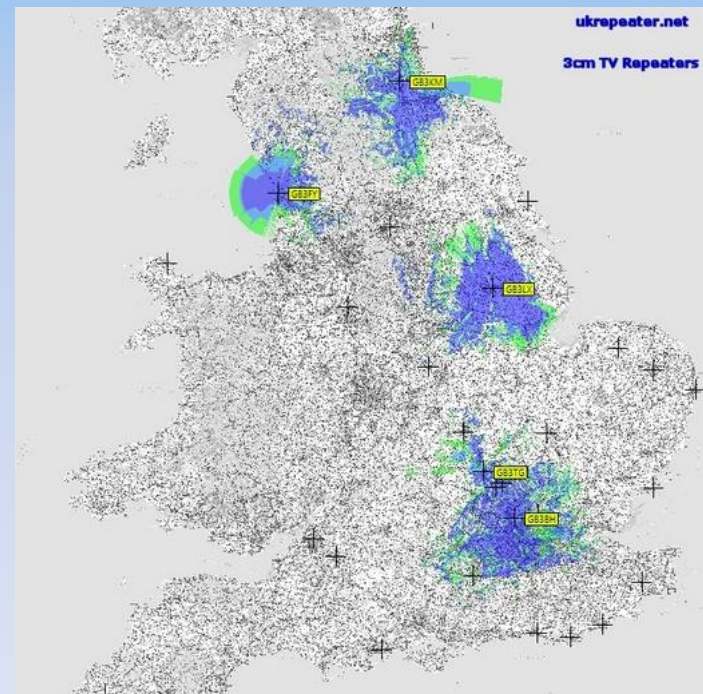 ukrepeater.net
3cm TV Repeaters
GB3KM
GB3FY
GB3LX
GB3TG
GB3BH